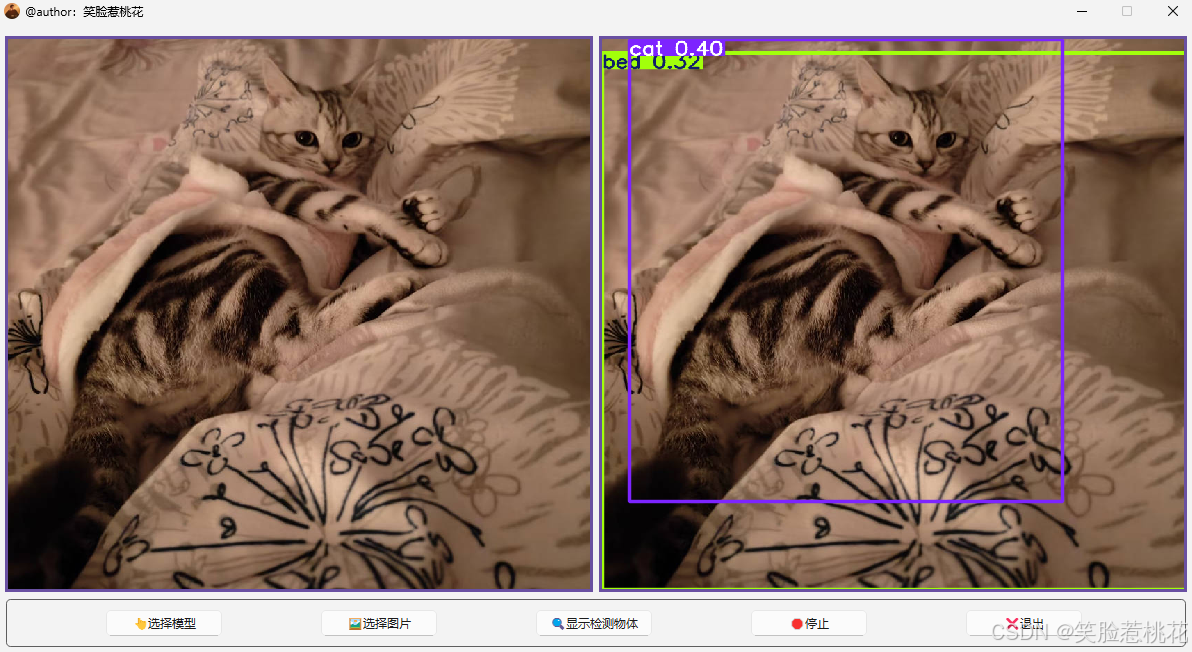 @author：笑脸惹桃花
cat 0.40
bed 0.32
选择模型
选择图片
显示检测物体
停止
退出
CSDN @笑脸惹桃花